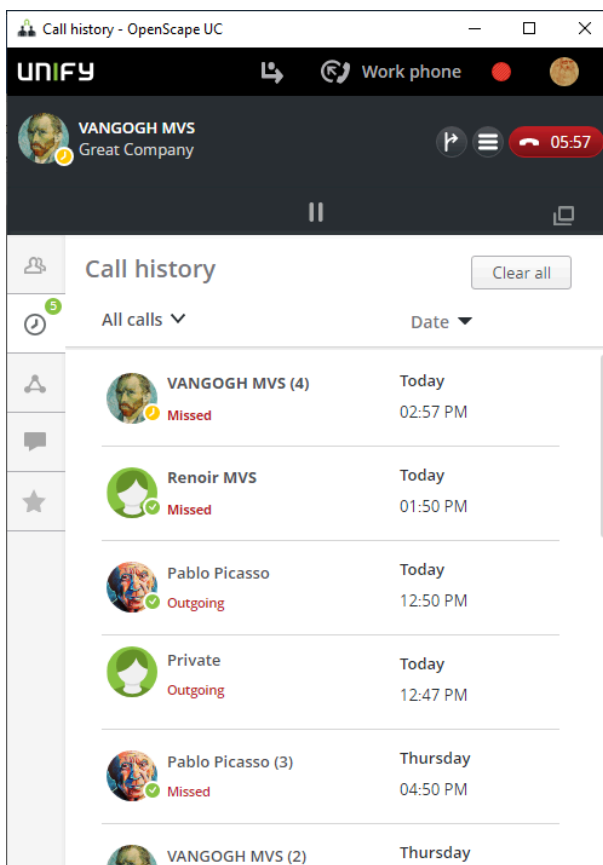 Call history - OpenScape UC
UNIFY
Work phone
VANGOGH MVS
Great Company
05:57
Call history
Clear all
5
All calls
Date
VANGOGH MVS (4)
Today
Missed
02:57 PM
Renoir MVS
Today
Missed
01:50 PM
Pablo Picasso
Today
Outgoing
12:50 PM
Private
Today
Outgoing
12:47 PM
Pablo Picasso (3)
Thursday
Missed
04:50 PM
VANGOGH MVS (2)
Thursday